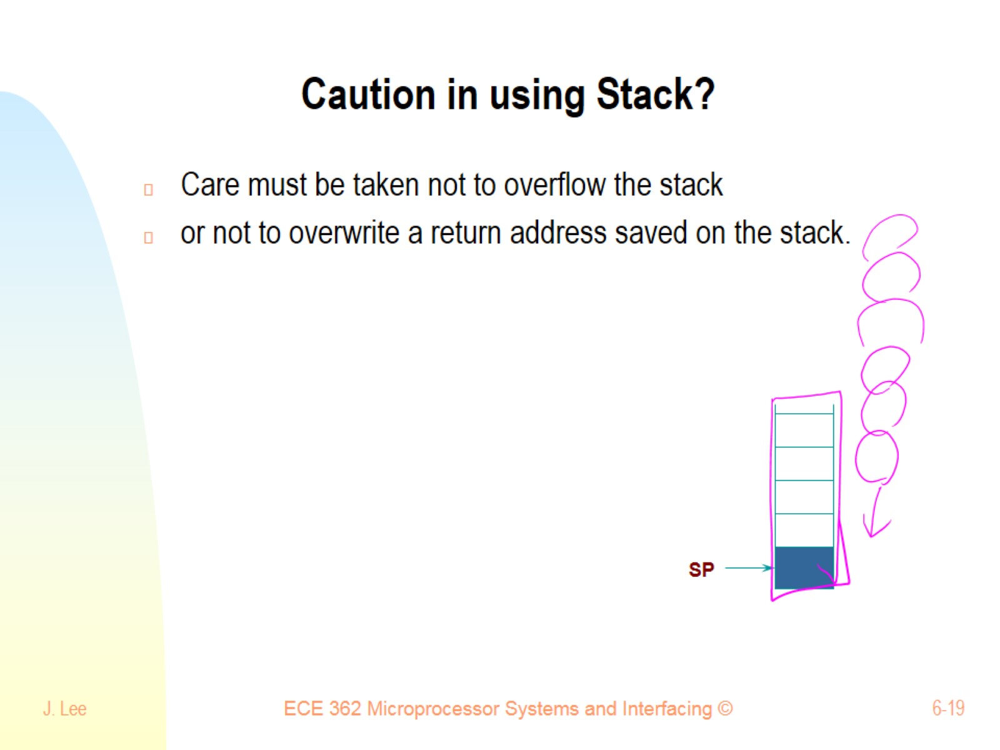 Caution in using Stack?
Care must be taken not to overflow the stack
or not to overwrite a return address saved on the stack.
SP
J. Lee
ECE 362 Microprocessor Systems and Interfacing ©
6-19